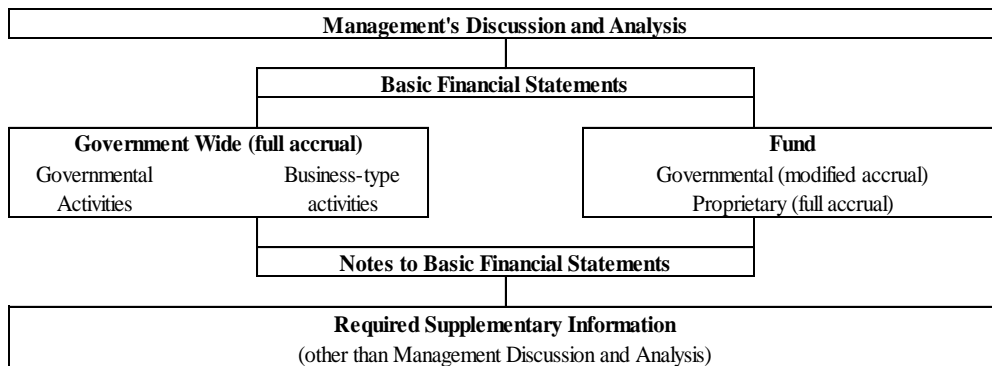 Management's Discussion and Analysis
Basic Financial Statements
Government Wide (full accrual)
Governmental
Activities
Business-type
activities
Fund
Governmental (modified accrual)
Proprietary (full accrual)
Notes to Basic Financial Statements
Required Supplementary Information
(other than Management Discussion and Analysis)